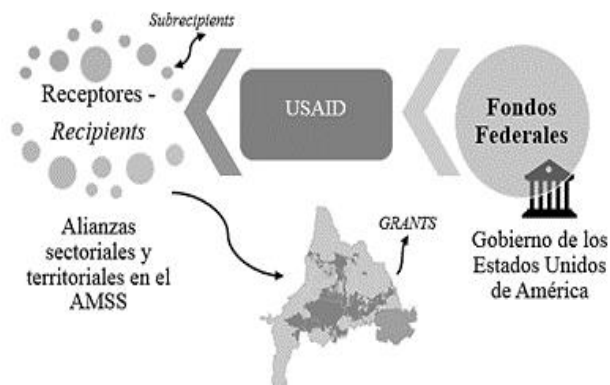 Subrecipients
Receptores -
Recipients
Alianzas
sectoriales y
territoriales en el
AMSS
USAID
GRANTS
Fondos
Federales
Gobierno de los
Estados Unidos
de América